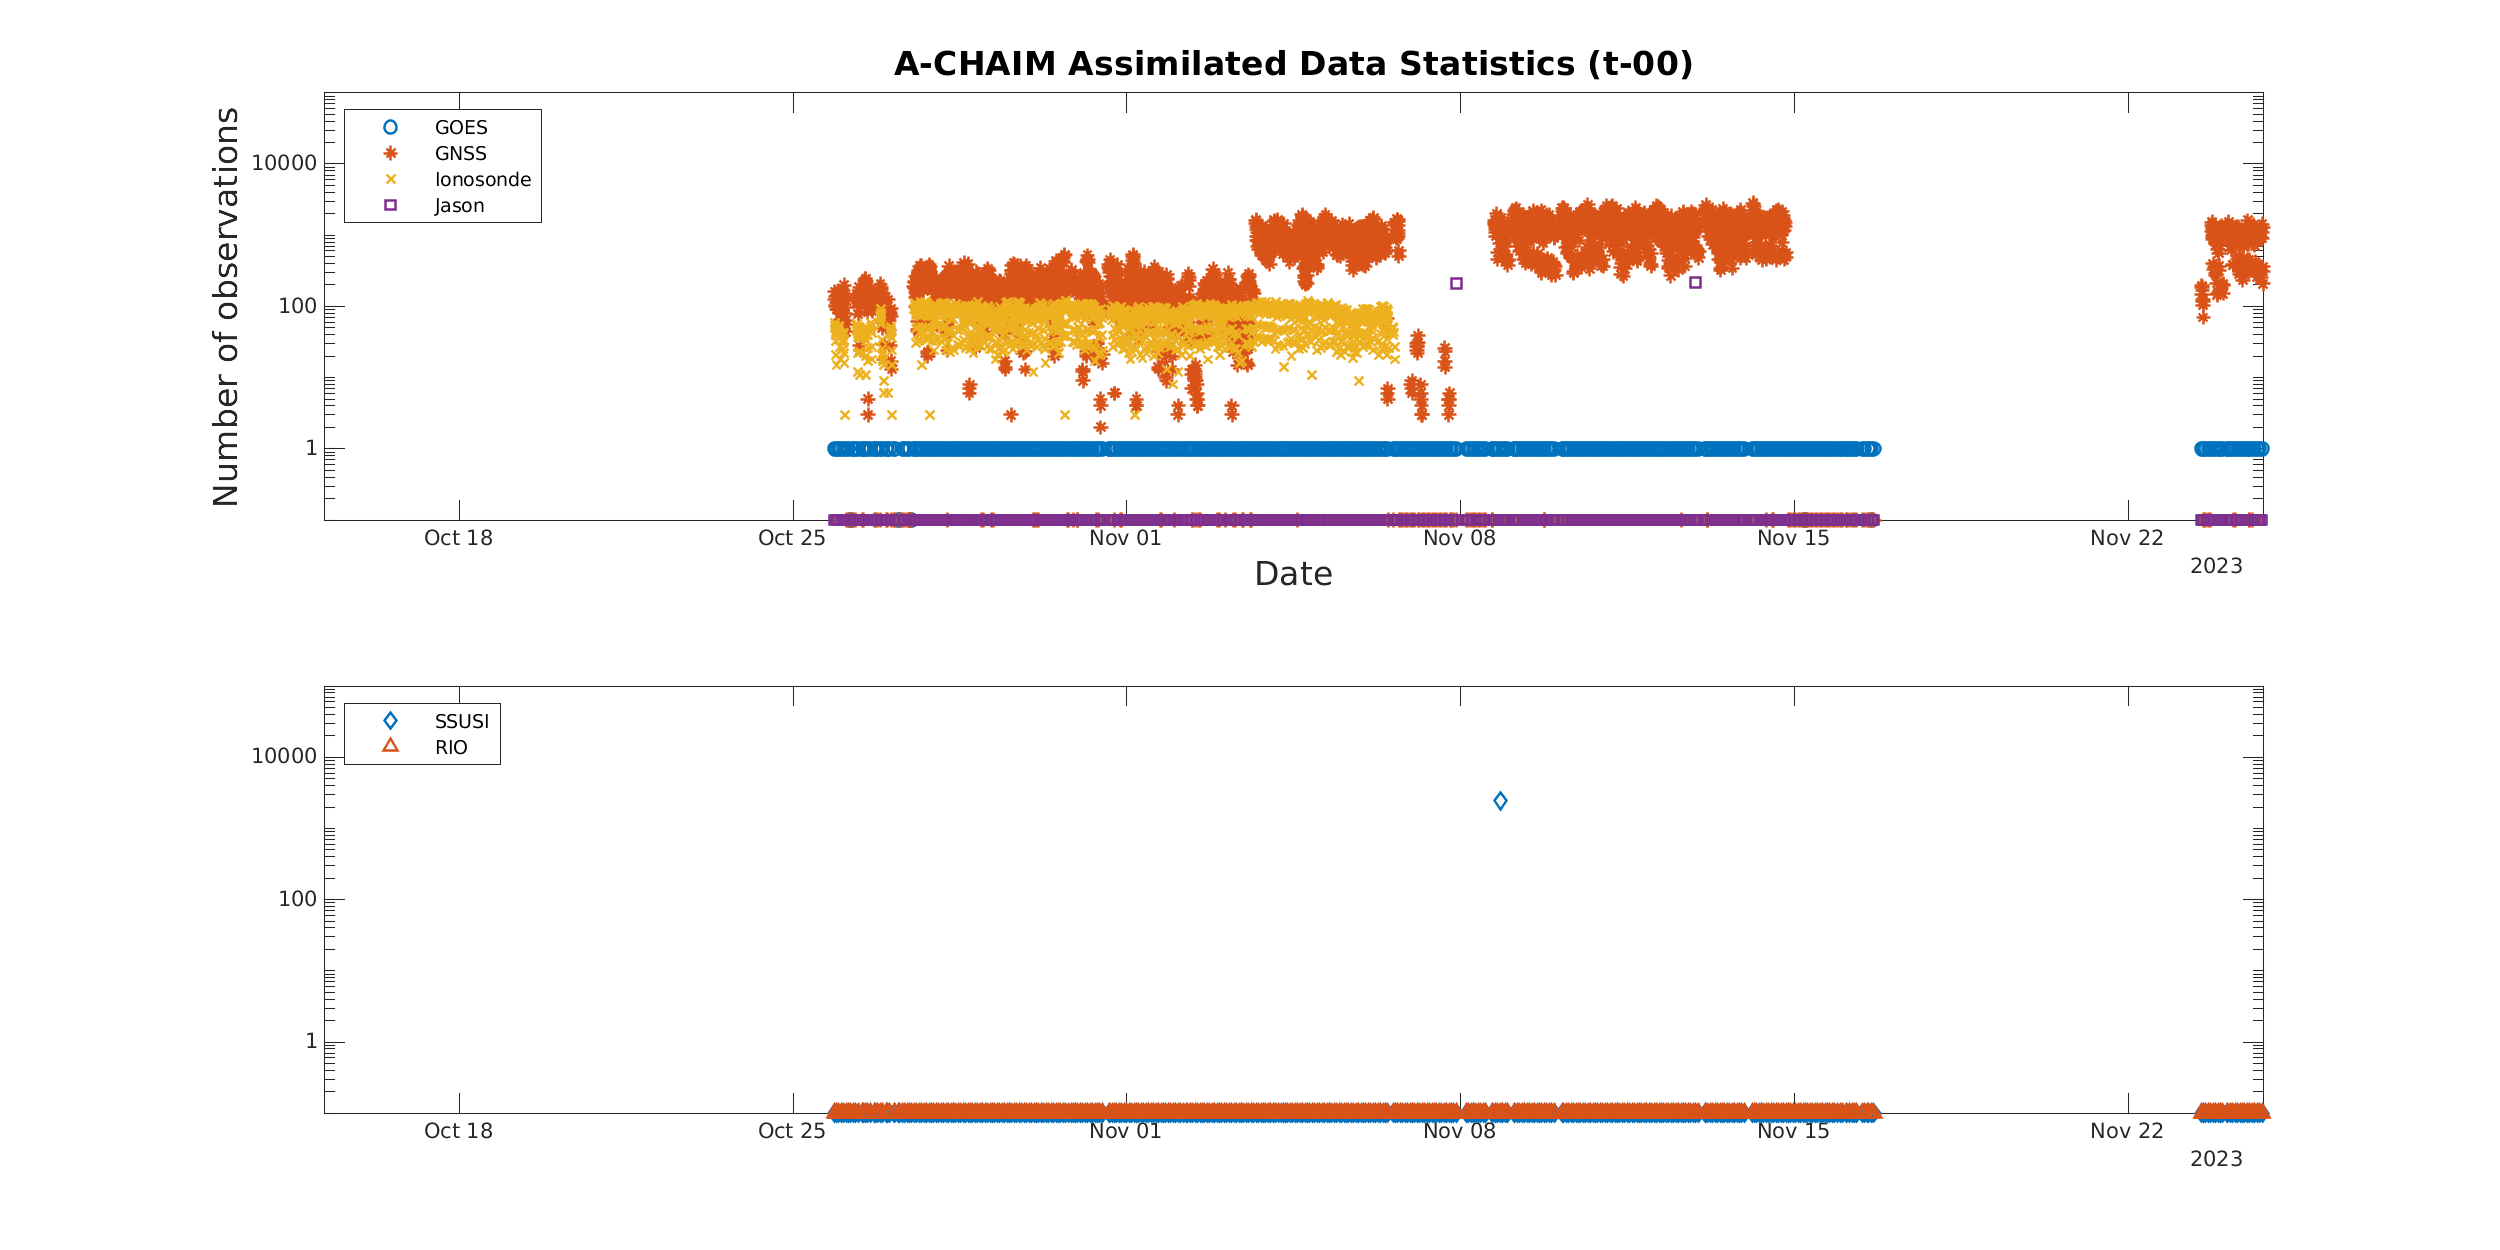 A-CHAIM Assimilated Data Statistics (t-00)
Number of observations
10000
100
1
GOES
GNSS
Ionosonde
Jason
Oct 18
Oct 25
Nov 01
Nov 08
Nov 15
Nov 22
2023
Date
10000
100
1
SSUSI
RIO
Oct 18
Oct 25
Nov 01
Nov 08
Nov 15
Nov 22
2023